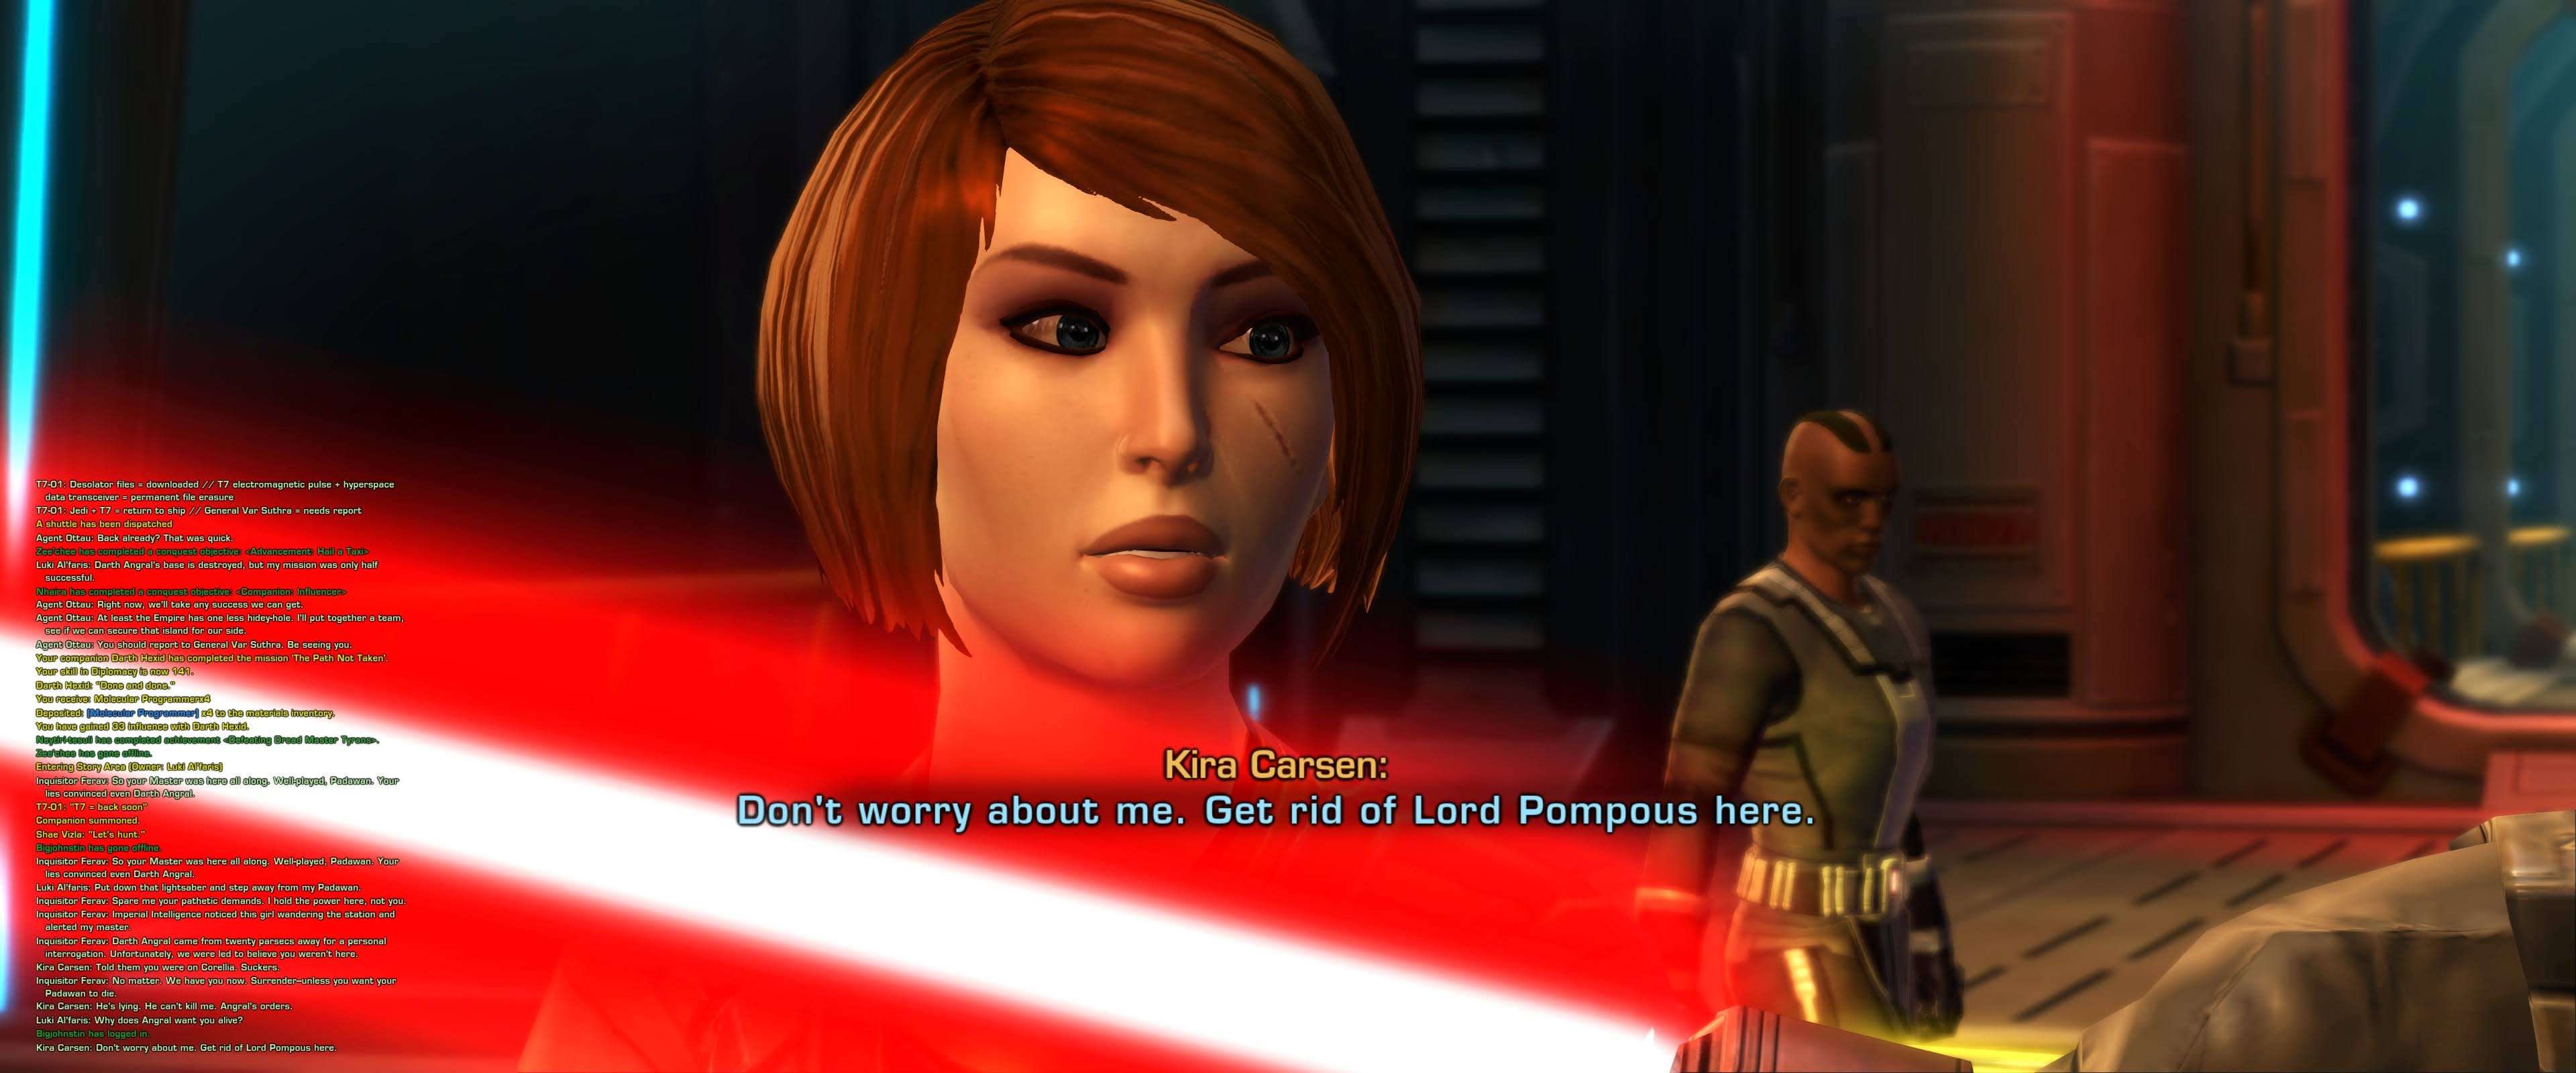 T7-01: Desolator files = downloaded // T7 electromagnetic pulse + hyperspace
data transceiver = permanent file erasure
T7-01: Jedi + T7 = return to ship // General Var Suthra = needs report
A shuttle has been dispatched
Agent Ottau: Back already? That was quick.
Zee'chee has completed a conquest objective: <Advancement: Hail a Taxi>
Luki Al'faris: Darth Angral's base is destroyed, but my mission was only half
successful.
Nhaira has completed a conquest objective: <Companion: Influencer>
Agent Ottau: Right now, we'll take any success we can get.
Agent Ottau: At least the Empire has one less hidey-hole. I'll put together a team,
see if we can secure that island for our side.
Agent Ottau: You should report to General Var Suthra. Be seeing you.
Your companion Darth Hexid has completed the mission 'The Path Not Taken'.
Your skill in Diplomacy is now 141.
Darth Hexid: "Done and done."
You receive: Molecular Programmerx4
Deposited: [Molecular Programmer] x4 to the materials inventory.
You have gained 33 influence with Darth Hexid.
Neytiri-tesuli has completed achievement <Defeating Dread Master Tyrans>.
Zee'chee has gone offline.
Entering Story Area (Owner: Luki Al'faris)
Inquisitor Ferav: So your Master was here all along. Well-played, Padawan. Your
lies convinced even Darth Angral.
T7-01: "T7 = back soon"
Companion summoned.
Shae Vizla: "Let's hunt."
Bigjohnstin has gone offline.
Inquisitor Ferav: So your Master was here all along. Well-played, Padawan. Your
lies convinced even Darth Angral.
Luki Al'faris: Put down that lightsaber and step away from my Padawan.
Inquisitor Ferav: Spare me your pathetic demands. I hold the power here, not you.
Inquisitor Ferav: Imperial Intelligence noticed this girl wandering the station and
alerted my master.
Inquisitor Ferav: Darth Angral came from twenty parsecs away for a personal
interrogation. Unfortunately, we were led to believe you weren't here.
Kira Carsen: Told them you were on Corellia. Suckers.
Inquisitor Ferav: No matter. We have you now. Surrender—unless you want your
Padawan to die.
Kira Carsen: He's lying. He can't kill me. Angral's orders.
Luki Al'faris: Why does Angral want you alive?
Bigjohnstin has logged in.
Kira Carsen: Don't worry about me. Get rid of Lord Pompous here.
Kira Carsen:
Don't worry about me. Get rid of Lord Pompous here.